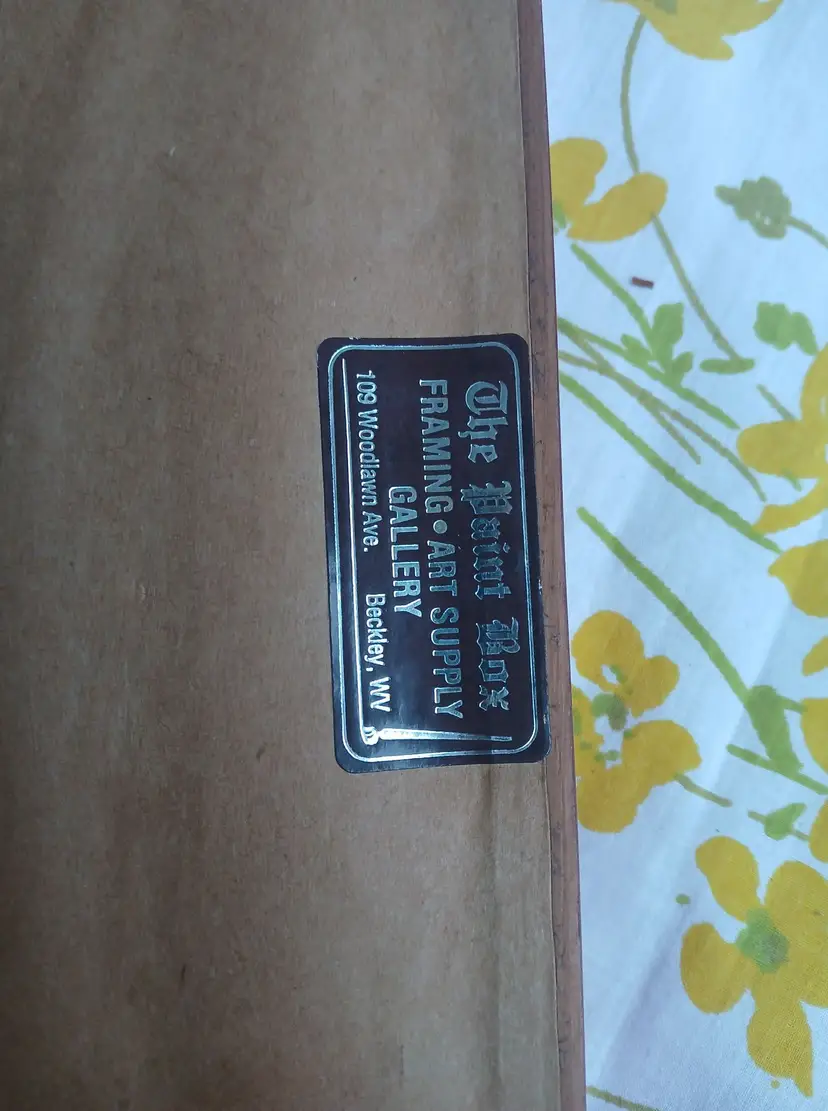 The Paint Box
FRAMING • ART SUPPLY
GALLERY
109 Woodlawn Ave. Beckley, WV